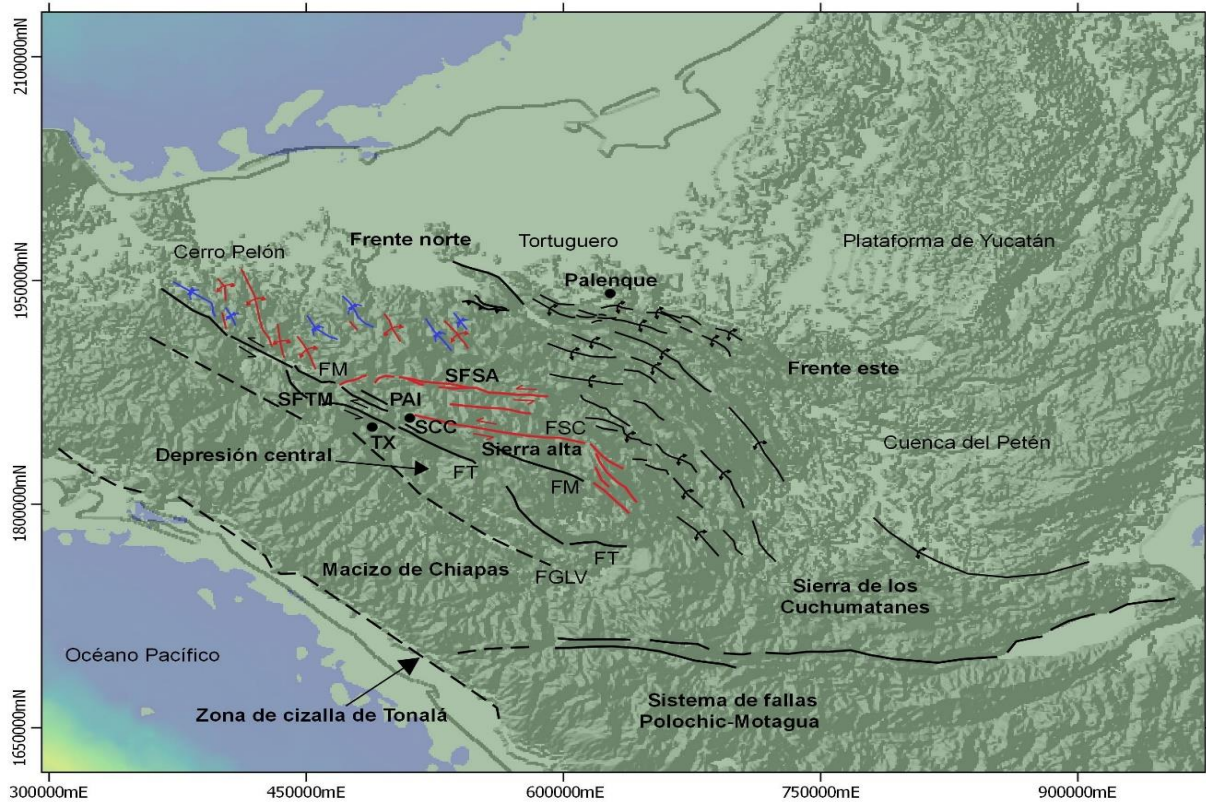 2100000mN
Cerro Pelón
Frente norte
Tortuguero
Plataforma de Yucatán
Palenque
1950000mN
FM
SFSA
Frente este
SFTM
PAI
SCC
FSC
TX
Sierra alta
Cuenca del Petén
Depresión central
FT
FM
1800000mN
FT
Macizo de Chiapas
FGLV
Sierra de los
Cuchumatanes
Océano Pacífico
Zona de cizalla de Tonalá
Sistema de fallas
Polochic-Motagua
1650000mN
300000mE
450000mE
600000mE
750000mE
900000mE